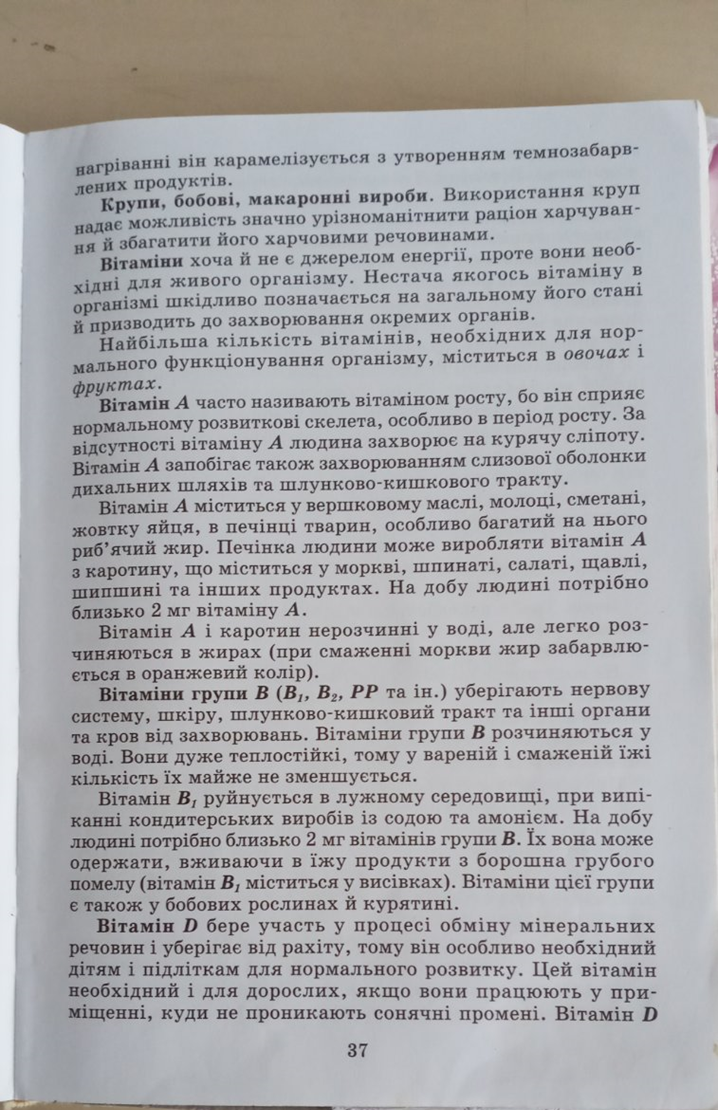 нагріванні він карамелізується з утворенням темнозабарв-
лених продуктів.
Крупи, бобові, макаронні вироби. Використання круп
надає можливість значно урізноманітнити раціон харчуван-
ня й збагатити його харчовими речовинами.
Вітаміни хоча й не є джерелом енергії, проте вони необ-
хідні для живого організму. Нестача якогось вітаміну в
організмі шкідливо позначається на загальному його стані
й призводить до захворювання окремих органів.
Найбільша кількість вітамінів, необхідних для нор-
мального функціонування організму, міститься в овочах і
фруктах.
Вітамін A часто називають вітаміном росту, бо він сприяє
нормальному розвиткові скелета, особливо в період росту. За
відсутності вітаміну A людина захворює на курячу сліпоту.
Вітамін A запобігає також захворюванням слизової оболонки
дихальних шляхів та шлунково-кишкового тракту.
Вітамін A міститься у вершковому маслі, молоці, сметані,
жовтку яйця, в печінці тварин, особливо багатий на нього
риб'ячий жир. Печінка людини може виробляти вітамін A
з каротину, що міститься у моркві, шпинаті, салаті, щавлі,
шипшині та інших продуктах. На добу людині потрібно
близько 2 мг вітаміну A.
Вітамін A і каротин нерозчинні у воді, але легко роз-
чиняються в жирах (при смаженні моркви жир забарвлю-
ється в оранжевий колір).
Вітаміни групи B (B₁, B₂, PP та ін.) уберігають нервову
систему, шкіру, шлунково-кишковий тракт та інші органи
та кров від захворювань. Вітаміни групи B розчиняються у
воді. Вони дуже теплостійкі, тому у вареній і смаженій їжі
кількість їх майже не зменшується.
Вітамін B₁ руйнується в лужному середовищі, при випі-
канні кондитерських виробів із содою та амонієм. На добу
людині потрібно близько 2 мг вітамінів групи B. Їх вона може
одержати, вживаючи в їжу продукти з борошна грубого
помелу (вітамін B₁ міститься у висівках). Вітаміни цієї групи
є також у бобових рослинах й курятині.
Вітамін D бере участь у процесі обміну мінеральних
речовин і уберігає від рахіту, тому він особливо необхідний
дітям і підліткам для нормального розвитку. Цей вітамін
необхідний і для дорослих, якщо вони працюють у при-
міщенні, куди не проникають сонячні промені. Вітамін D
37